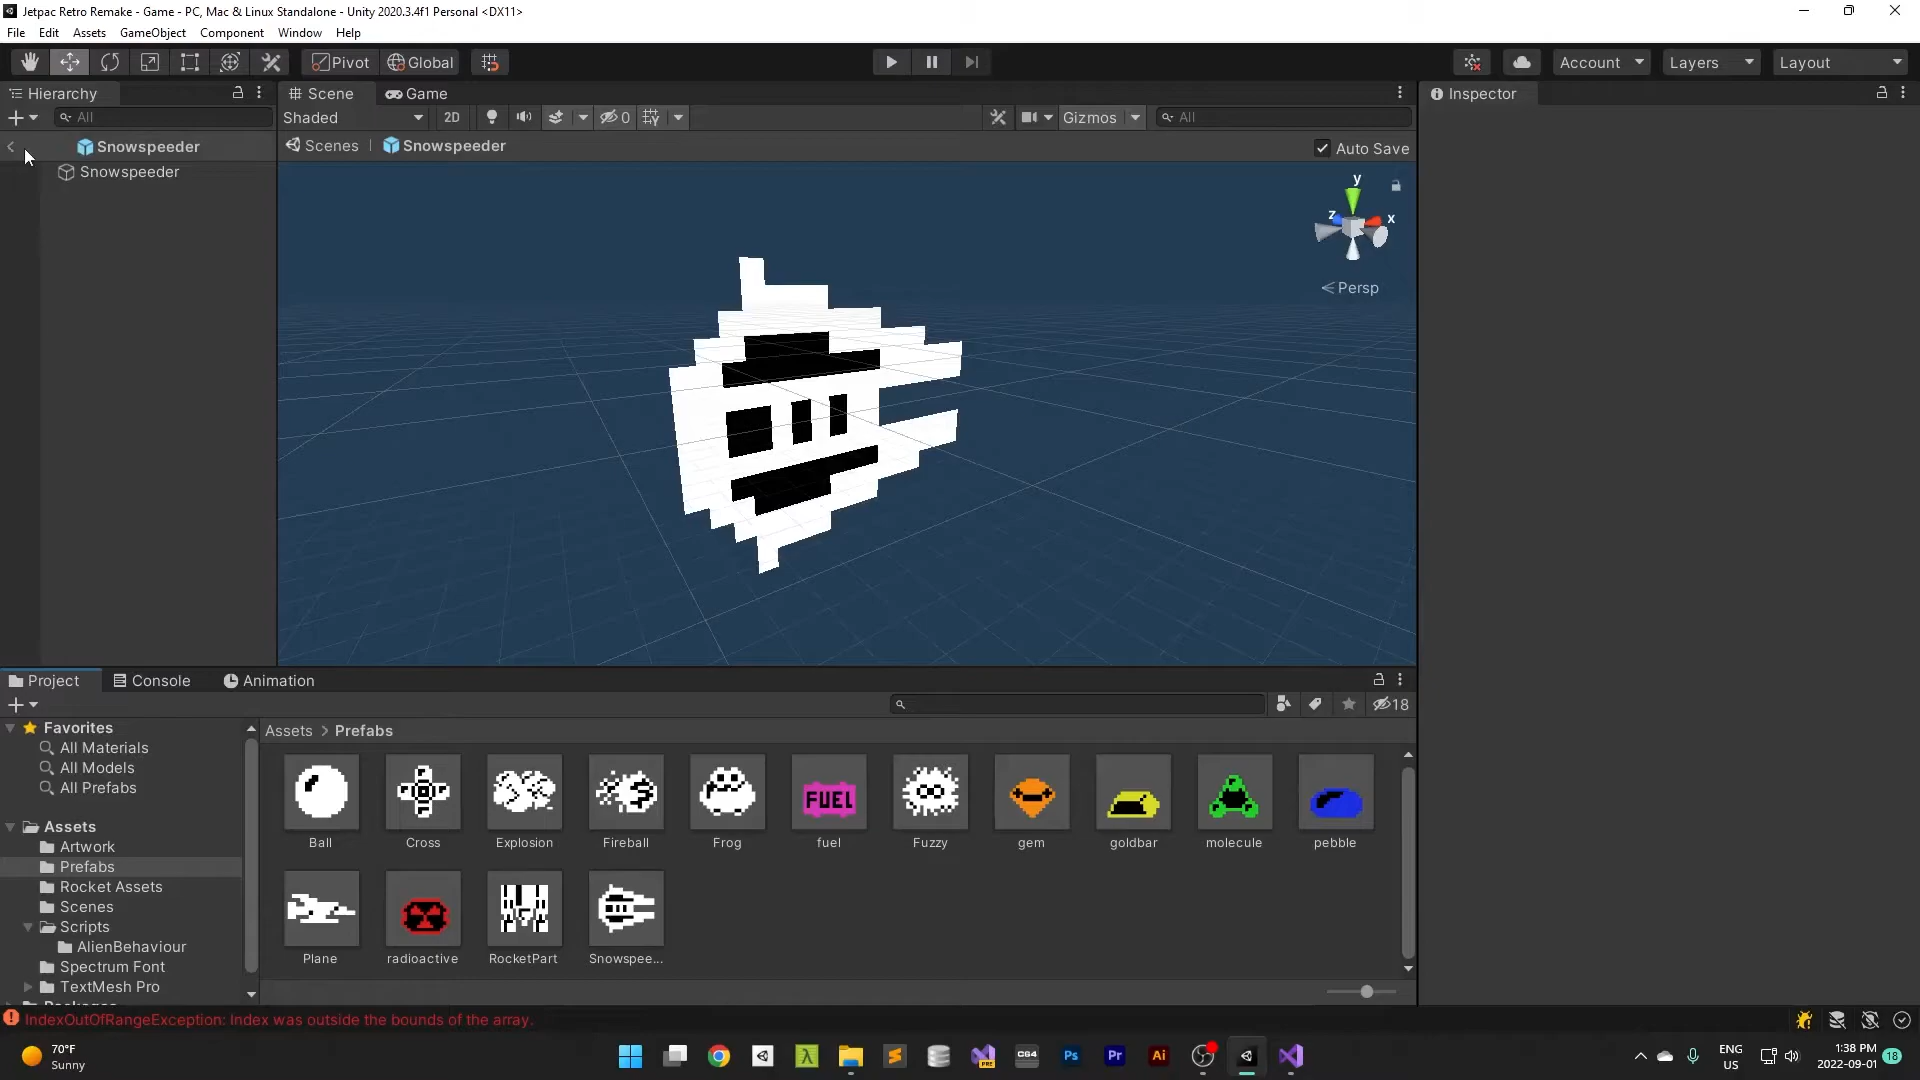 Jetpac Retro Remake - Game - PC, Mac & Linux Standalone - Unity 2020.3.4f1 Personal <DX11>
File Edit Assets GameObject Component Window Help
Pivot Global Account Layers Layout
Hierarchy Scene Game Inspector
All Shaded 2D 0 Gizmos All
Snowspeeder Scenes | Snowspeeder Auto Save
Snowspeeder
y
z x
Persp
Project Console Animation
18
Favorites Assets > Prefabs
All Materials
All Models
All Prefabs
FUEL
Ball Cross Explosion Fireball Frog fuel Fuzzy gem goldbar molecule pebble
Assets
Artwork
Prefabs
Rocket Assets
Scenes
Scripts
AlienBehaviour
Plane radioactive RocketPart Snowspee...
Spectrum Font
TextMesh Pro
IndexOutOfRangeException: Index was outside the bounds of the array.
70°F
Sunny
PRE CG4 Ps Pr Ai
ENG
US
1:38 PM
2022-09-01
18